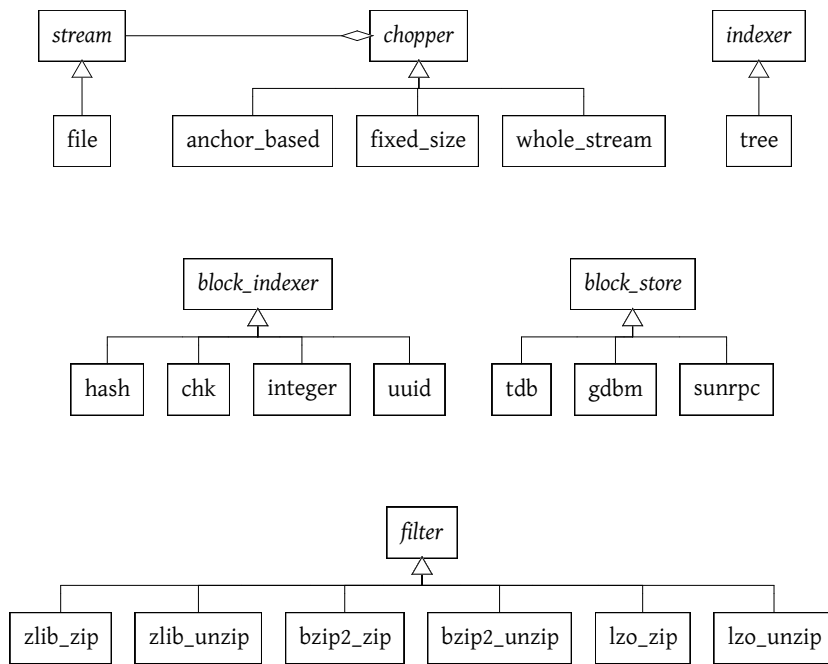 stream
chopper
indexer
file
anchor_based
fixed_size
whole_stream
tree
block_indexer
block_store
hash
chk
integer
uuid
tdb
gdbm
sunrpc
filter
zlib_zip
zlib_unzip
bzip2_zip
bzip2_unzip
lzo_zip
lzo_unzip